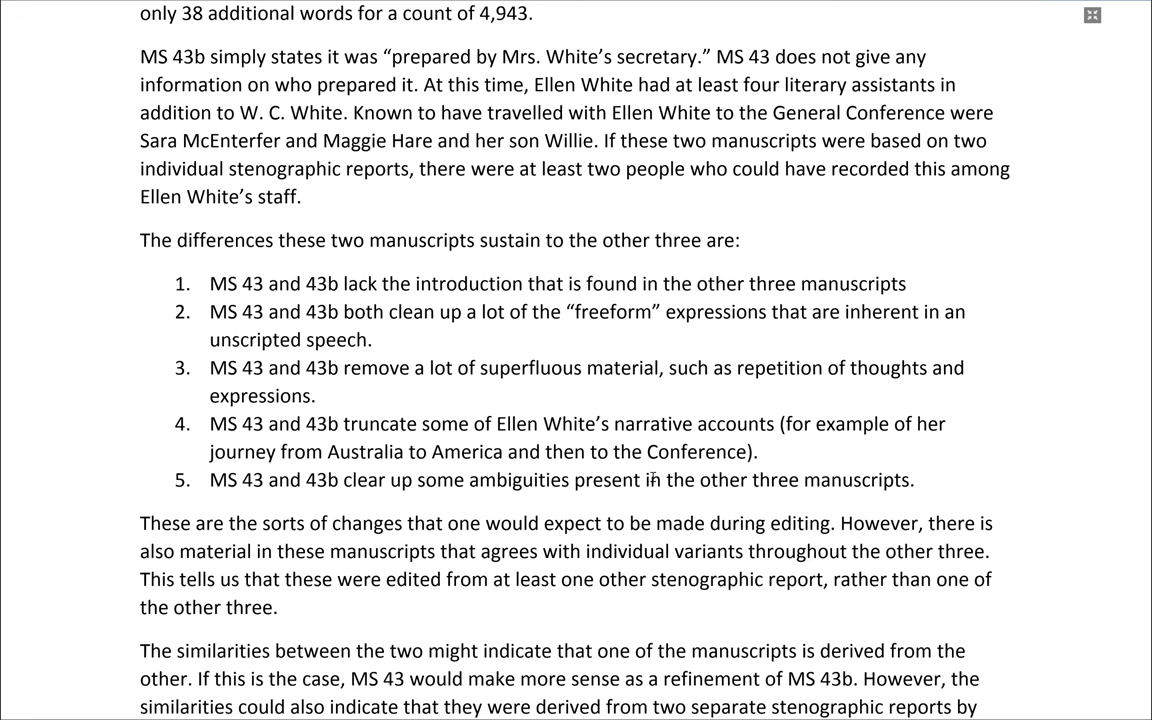 only 38 additional words for a count of 4,943.
MS 43b simply states it was “prepared by Mrs. White’s secretary.” MS 43 does not give any
information on who prepared it. At this time, Ellen White had at least four literary assistants in
addition to W. C. White. Known to have travelled with Ellen White to the General Conference were
Sara McEnterfer and Maggie Hare and her son Willie. If these two manuscripts were based on two
individual stenographic reports, there were at least two people who could have recorded this among
Ellen White’s staff.
The differences these two manuscripts sustain to the other three are:
1. MS 43 and 43b lack the introduction that is found in the other three manuscripts
2. MS 43 and 43b both clean up a lot of the “freeform” expressions that are inherent in an
unscripted speech.
3. MS 43 and 43b remove a lot of superfluous material, such as repetition of thoughts and
expressions.
4. MS 43 and 43b truncate some of Ellen White’s narrative accounts (for example of her
journey from Australia to America and then to the Conference).
5. MS 43 and 43b clear up some ambiguities present in the other three manuscripts.
These are the sorts of changes that one would expect to be made during editing. However, there is
also material in these manuscripts that agrees with individual variants throughout the other three.
This tells us that these were edited from at least one other stenographic report, rather than one of
the other three.
The similarities between the two might indicate that one of the manuscripts is derived from the
other. If this is the case, MS 43 would make more sense as a refinement of MS 43b. However, the
similarities could also indicate that they were derived from two separate stenographic reports by